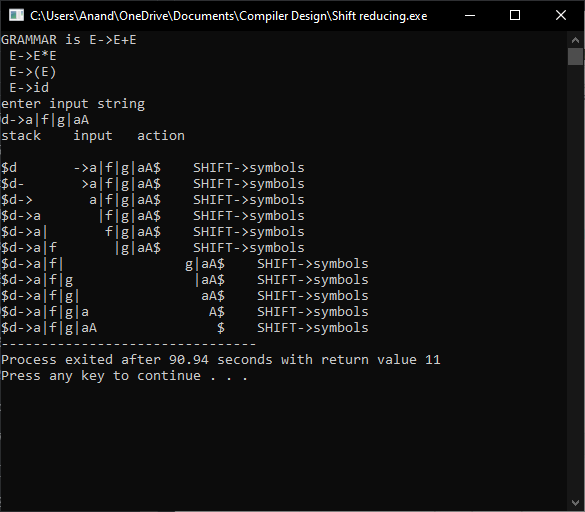 C:\Users\Anand\OneDrive\Documents\Compiler Design\Shift reducing.exe
GRAMMAR is E->E+E
 E->E*E
 E->(E)
 E->id
enter input string
d->a|f|g|aA
stack    input   action

$d       ->a|f|g|aA$    SHIFT->symbols
$d-       >a|f|g|aA$    SHIFT->symbols
$d->       a|f|g|aA$    SHIFT->symbols
$d->a       |f|g|aA$    SHIFT->symbols
$d->a|       f|g|aA$    SHIFT->symbols
$d->a|f       |g|aA$    SHIFT->symbols
$d->a|f|               g|aA$    SHIFT->symbols
$d->a|f|g               |aA$    SHIFT->symbols
$d->a|f|g|               aA$    SHIFT->symbols
$d->a|f|g|a               A$    SHIFT->symbols
$d->a|f|g|aA               $    SHIFT->symbols
--------------------------------
Process exited after 90.94 seconds with return value 11
Press any key to continue . . .